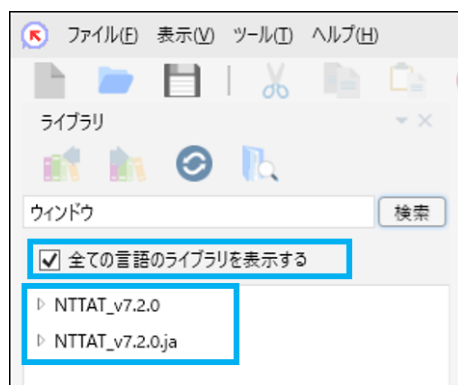 ファイル(F) 表示(V) ツール(T) ヘルプ(H)
ライブラリ
ウィンドウ 検索
全ての言語のライブラリを表示する
NTTAT_v7.2.0
NTTAT_v7.2.0.ja